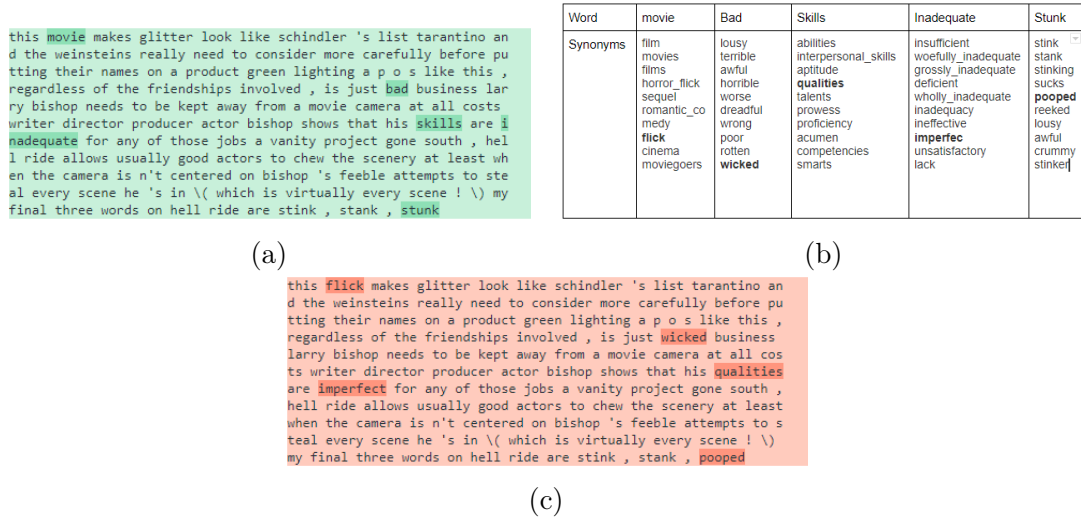 this movie makes glitter look like schindler 's list tarantino an
d the weinsteins really need to consider more carefully before pu
tting their names on a product green lighting a p o s like this ,
regardless of the friendships involved , is just bad business lar
ry bishop needs to be kept away from a movie camera at all costs
writer director producer actor bishop shows that his skills are i
nadequate for any of those jobs a vanity project gone south , hel
l ride allows usually good actors to chew the scenery at least wh
en the camera is n't centered on bishop 's feeble attempts to ste
al every scene he 's in \( which is virtually every scene ! \) my
final three words on hell ride are stink , stank , stunk
(a)
Word movie Bad Skills Inadequate Stunk
Synonyms film lousy abilities insufficient stink
movies terrible interpersonal_skills woefully_inadequate stank
films awful aptitude grossly_inadequate stinking
horror_flick horrible qualities deficient sucks
sequel worse talents wholly_inadequate pooped
romantic_co dreadful prowess inadequacy reeked
medy wrong proficiency ineffective lousy
flick poor acumen imperfec awful
cinema rotten competencies unsatisfactory crummy
moviegoers wicked smarts lack stinker
(b)
this flick makes glitter look like schindler 's list tarantino an
d the weinsteins really need to consider more carefully before pu
tting their names on a product green lighting a p o s like this ,
regardless of the friendships involved , is just wicked business
larry bishop needs to be kept away from a movie camera at all cos
ts writer director producer actor bishop shows that his qualities
are imperfect for any of those jobs a vanity project gone south ,
hell ride allows usually good actors to chew the scenery at least
when the camera is n't centered on bishop 's feeble attempts to s
teal every scene he 's in \( which is virtually every scene ! \)
my final three words on hell ride are stink , stank , pooped
(c)